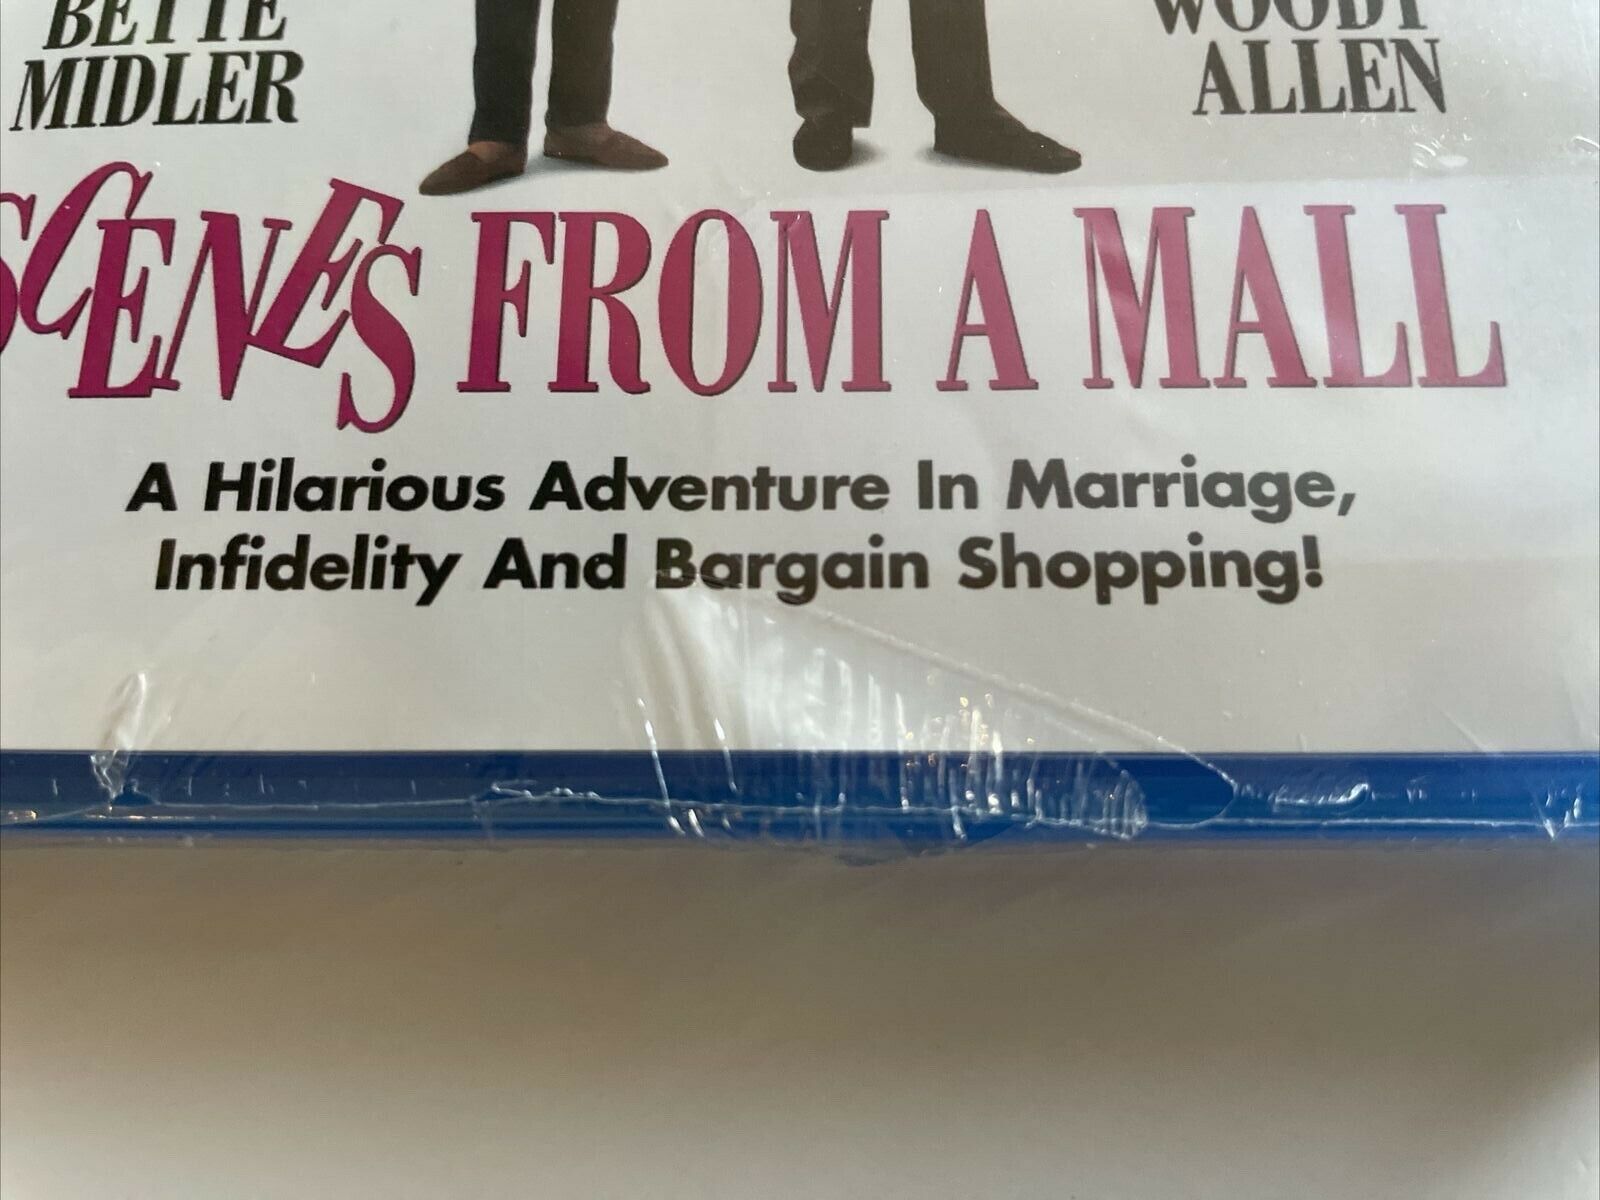 BETTE
MIDLER
WOODY
ALLEN
SCENES FROM A MALL
A Hilarious Adventure In Marriage,
Infidelity And Bargain Shopping!